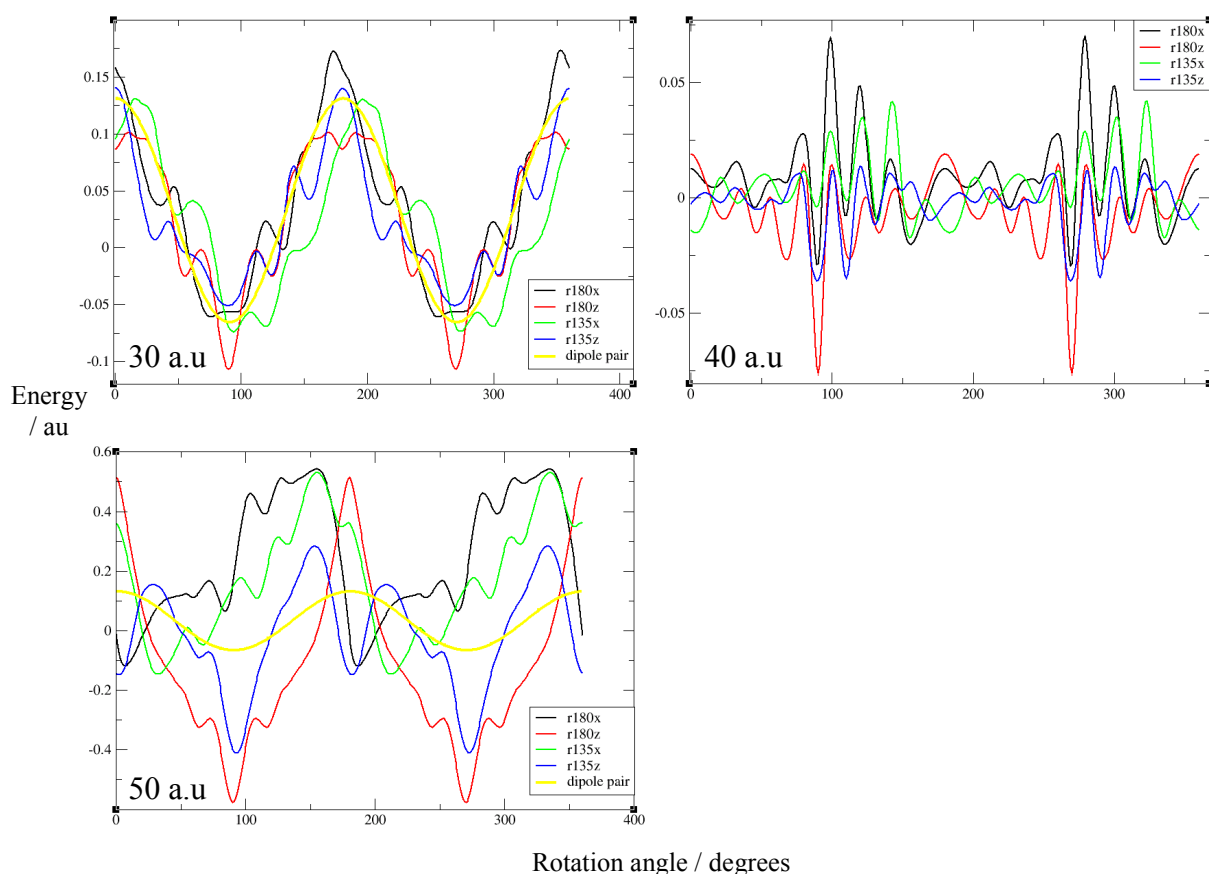 0.15
0.1
0.05
0
-0.05
-0.1
r180x
r180z
r135x
r135z
dipole pair
30 a.u
0
100
200
300
400
r180x
r180z
r135x
r135z
0.05
0
-0.05
40 a.u
0
100
200
300
Energy
/ au
0.6
0.4
0.2
0
-0.2
-0.4
r180x
r180z
r135x
r135z
dipole pair
50 a.u
0
100
200
300
400
Rotation angle / degrees